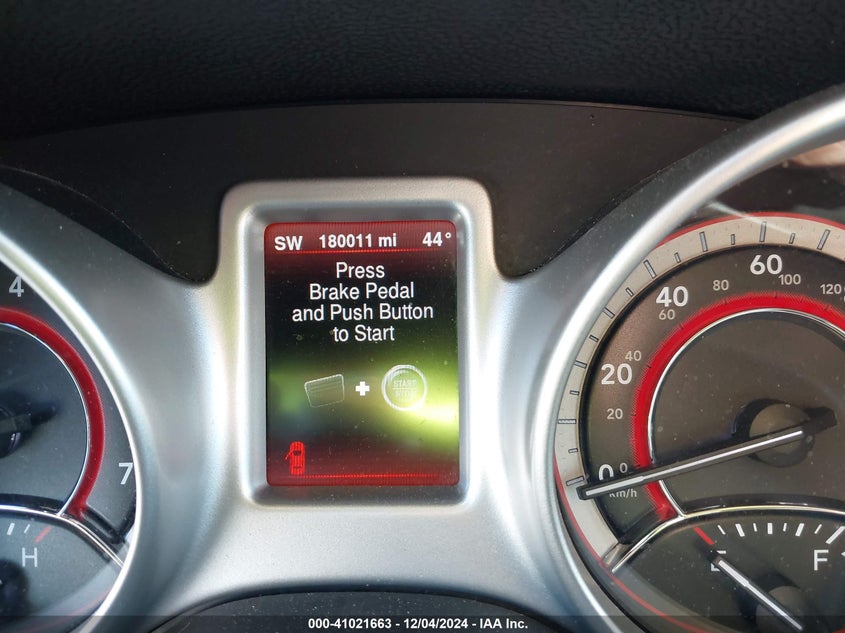 SW 180011 mi 44°
Press
Brake Pedal
and Push Button
to Start
START
4
7
H
0
20
40
60
0
20
40
60
80
100
120
km/h
E
F
000-41021663 - 12/04/2024 - IAA Inc.